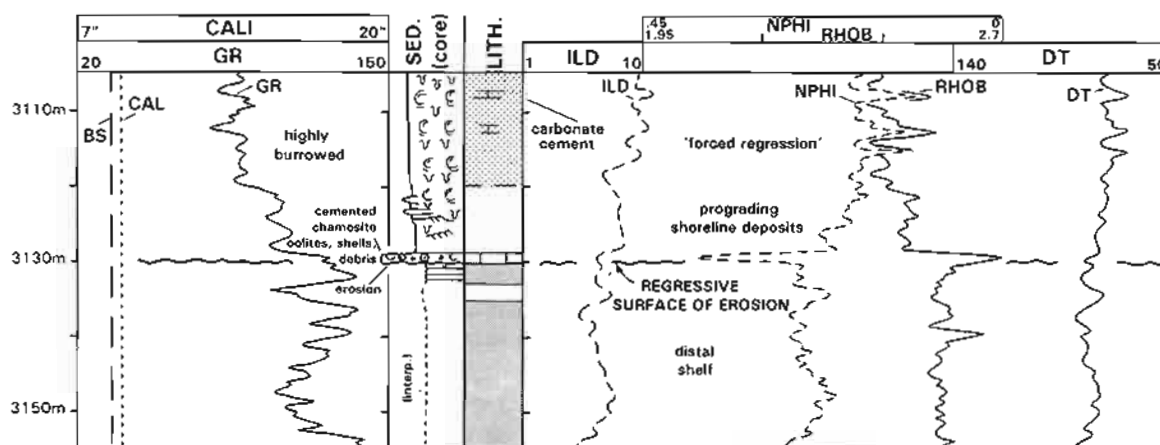 7" CALI 20"
20 GR 150
SED. (core)
LITH.
.45 NPHI 0
1.95 RHOB 2.7
1 ILD 10
140 DT 50
3110m
BS
CAL
GR
highly
burrowed
carbonate
cement
ILD
NPHI
RHOB
DT
'forced regression'
cemented
chamosite
oolites, shells,
debris
prograding
shoreline deposits
3130m
erosion
REGRESSIVE
SURFACE OF EROSION
(interp.)
distal
shelf
3150m